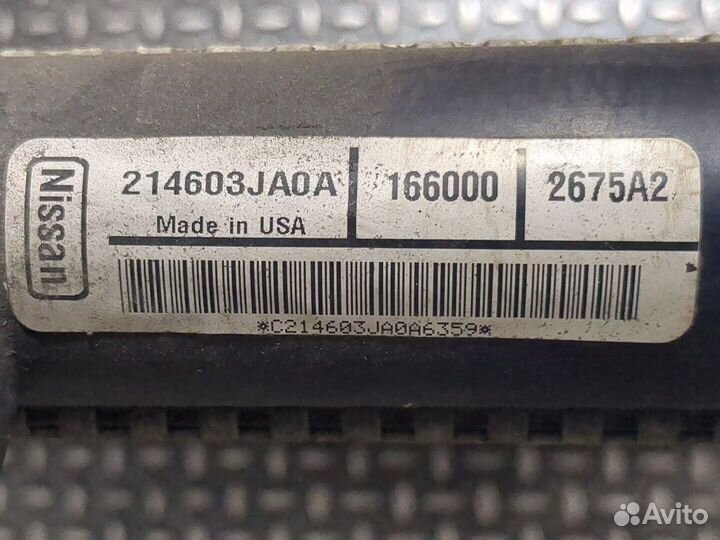 Nissan
214603JA0A 166000 2675A2
Made in USA
*C214603JA0A6359*
Avito